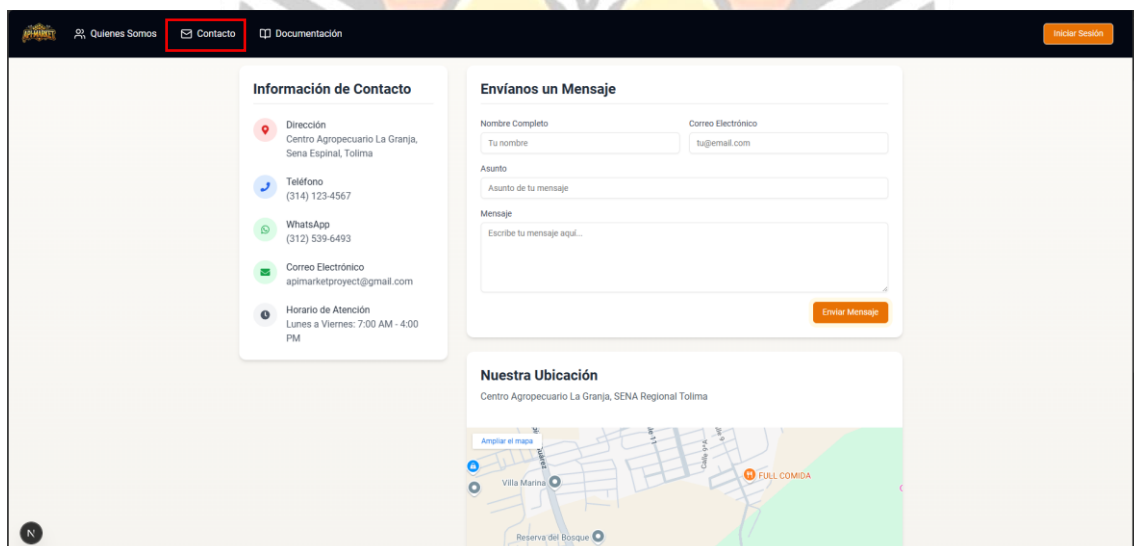 API-MARKET
Quienes Somos
Contacto
Documentación
Iniciar Sesión
Información de Contacto
Dirección
Centro Agropecuario La Granja,
Sena Espinal, Tolima
Teléfono
(314) 123-4567
WhatsApp
(312) 539-6493
Correo Electrónico
apimarketproyect@gmail.com
Horario de Atención
Lunes a Viernes: 7:00 AM - 4:00
PM
Envíanos un Mensaje
Nombre Completo
Correo Electrónico
Tu nombre
tu@email.com
Asunto
Asunto de tu mensaje
Mensaje
Escribe tu mensaje aquí...
Enviar Mensaje
Nuestra Ubicación
Centro Agropecuario La Granja, SENA Regional Tolima
Ampliar el mapa
Calle 9ª A
Villa Marina
FULL COMIDA
Reserva del Bosque
N